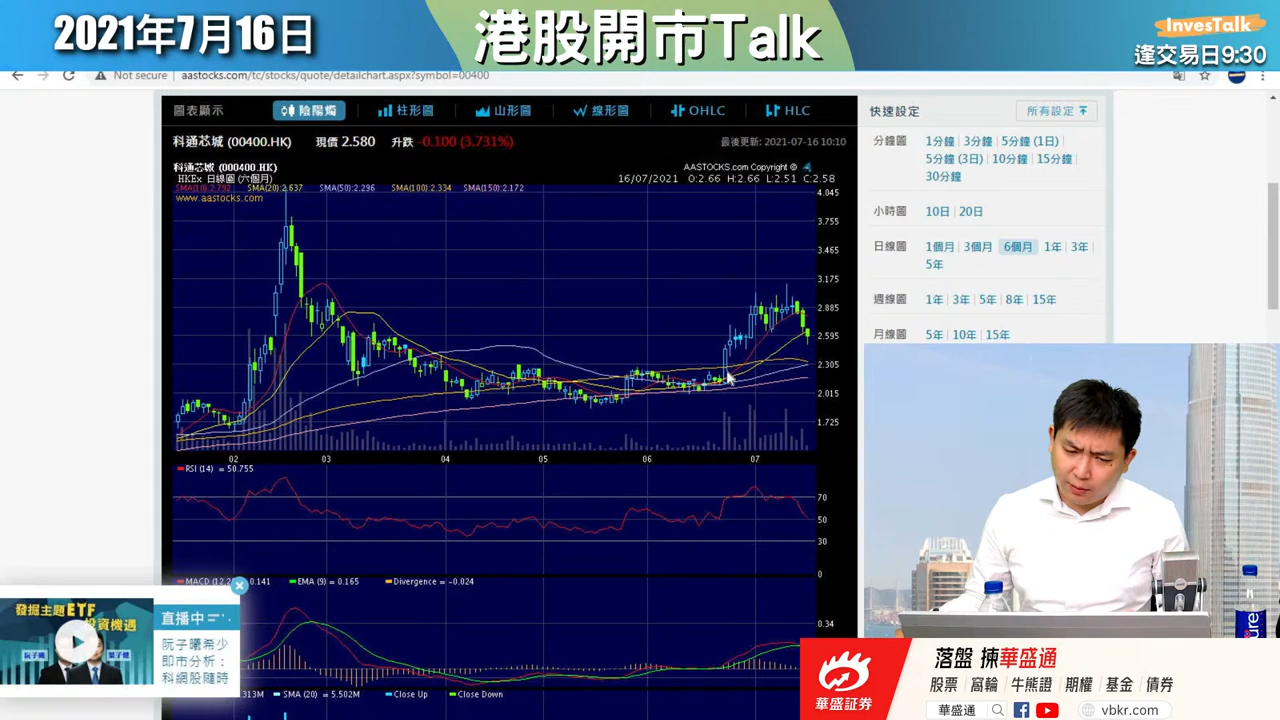 2021年7月16日
港股開市Talk
InvesTalk
逢交易日9:30
Not secure
aastocks.com/tc/stocks/quote/detailchart.aspx?symbol=00400
圖表顯示 陰陽燭 柱形圖 山形圖 線形圖 OHLC HLC
科通芯城 (00400.HK) 現價 2.580 升跌 -0.100 (3.731%) 最後更新: 2021-07-16 10:10
科通芯城 (000400.HK)
AASTOCKS.com Copyright ©
HKEx 日線圖 (六個月)
16/07/2021 O:2.66 H:2.66 L:2.51 C:2.58
SMA(10):2.792 SMA(20):2.637 SMA(50):2.296 SMA(100):2.334 SMA(150):2.172
www.aastocks.com
4.045
3.755
3.465
3.175
2.885
2.595
2.305
2.015
1.725
02 03 04 05 06 07
RSI (14) = 50.755
70
50
30
0
EMA (9) = 0.165 Divergence = -0.024
0.34
SMA (20) = 5.502M Close Up Close Down
快速設定 所有設定
分鐘圖
1分鐘 | 3分鐘 | 5分鐘 (1日)
5分鐘 (3日) | 10分鐘 | 15分鐘
30分鐘
小時圖 10日 | 20日
日線圖 1個月 | 3個月 | 6個月 | 1年 | 3年
5年
週線圖 1年 | 3年 | 5年 | 8年 | 15年
月線圖 5年 | 10年 | 15年
發掘主題ETF
投資機遇
直播中
阮子曦希少
即市分析：
科網股隨時
阮子曦
華盛証券
落盤 揀華盛通
股票 | 窩輪 | 牛熊證 | 期權 | 基金 | 債券
華盛通
vbkr.com